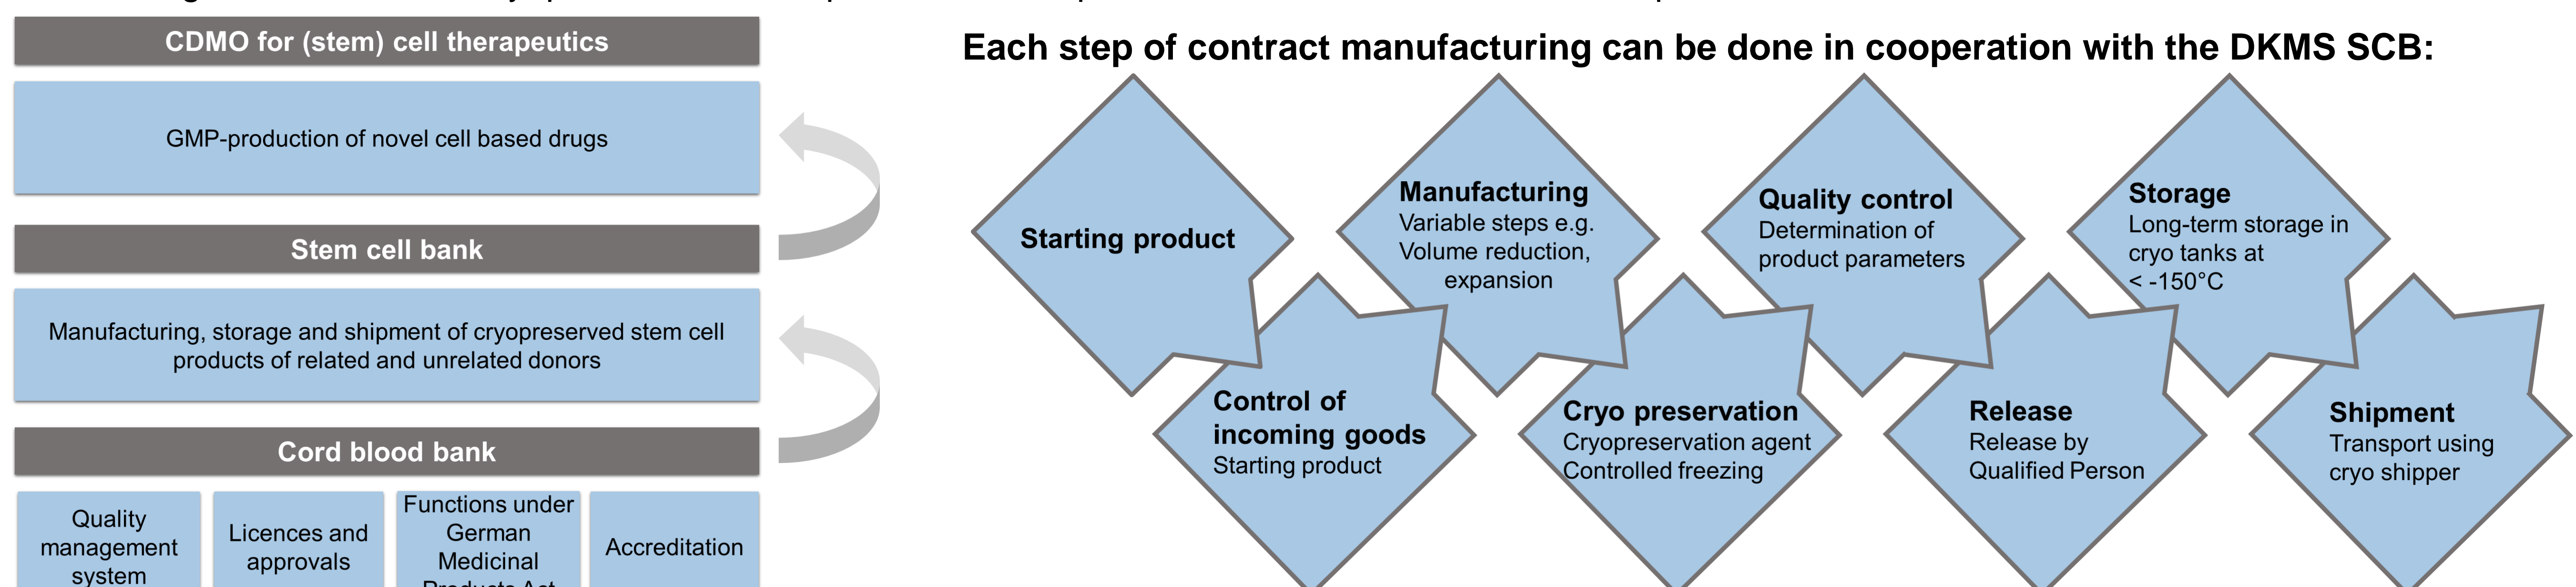 CDMO for (stem) cell therapeutics
GMP-production of novel cell based drugs
Stem cell bank
Manufacturing, storage and shipment of cryopreserved stem cell
products of related and unrelated donors
Cord blood bank
Quality
management
system
Licences and
approvals
Functions under
German
Medicinal
Products Act
Accreditation
Each step of contract manufacturing can be done in cooperation with the DKMS SCB:
Starting product
Control of
incoming goods
Starting product
Manufacturing
Variable steps e.g.
Volume reduction,
expansion
Cryo preservation
Cryopreservation agent
Controlled freezing
Quality control
Determination of
product parameters
Release
Release by
Qualified Person
Storage
Long-term storage in
cryo tanks at
< -150°C
Shipment
Transport using
cryo shipper